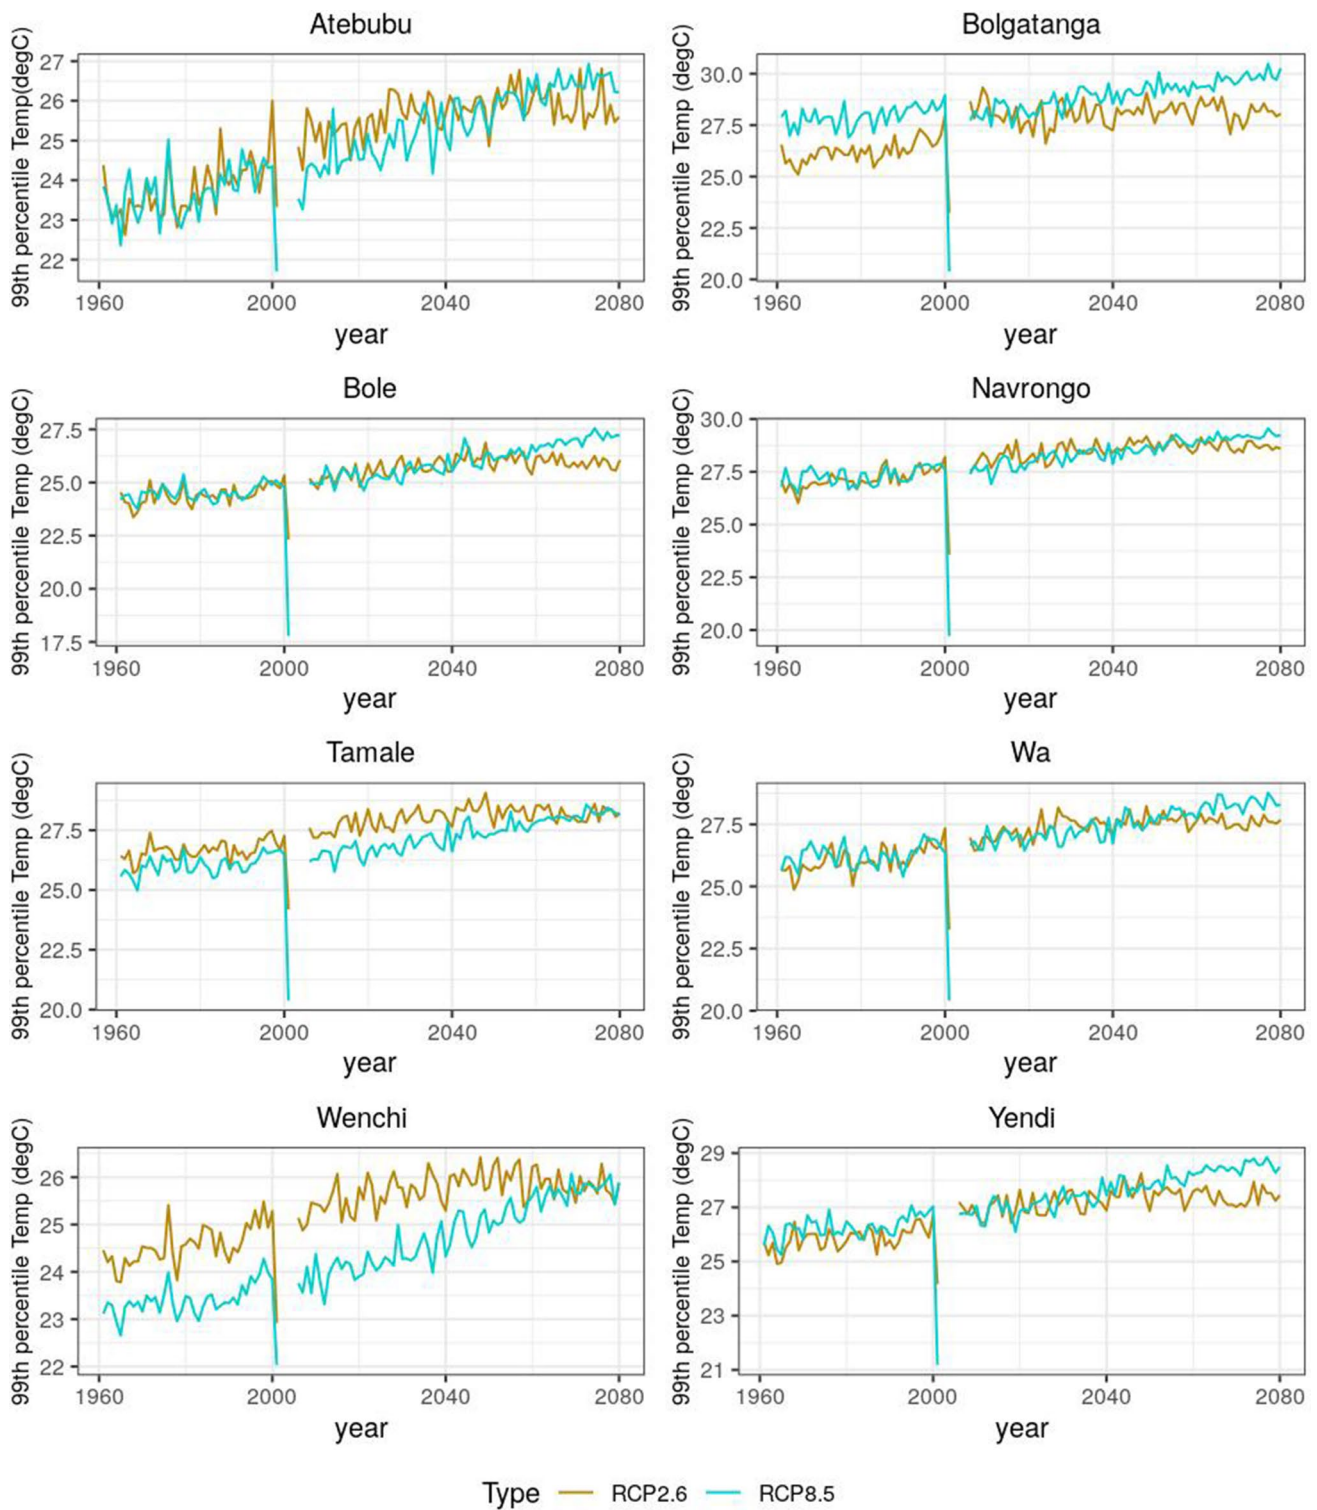 Atebubu
99th percentile Temp(degC)
27
26
25
24
23
22
1960 2000 2040 2080
year
Bolgatanga
99th percentile Temp (degC)
30.0
27.5
25.0
22.5
20.0
1960 2000 2040 2080
year
Bole
99th percentile Temp (degC)
27.5
25.0
22.5
20.0
17.5
1960 2000 2040 2080
year
Navrongo
99th percentile Temp (degC)
30.0
27.5
25.0
22.5
20.0
1960 2000 2040 2080
year
Tamale
99th percentile Temp (degC)
27.5
25.0
22.5
20.0
1960 2000 2040 2080
year
Wa
99th percentile Temp (degC)
27.5
25.0
22.5
20.0
1960 2000 2040 2080
year
Wenchi
99th percentile Temp (degC)
26
25
24
23
22
1960 2000 2040 2080
year
Yendi
99th percentile Temp (degC)
29
27
25
23
21
1960 2000 2040 2080
year
Type RCP2.6 RCP8.5